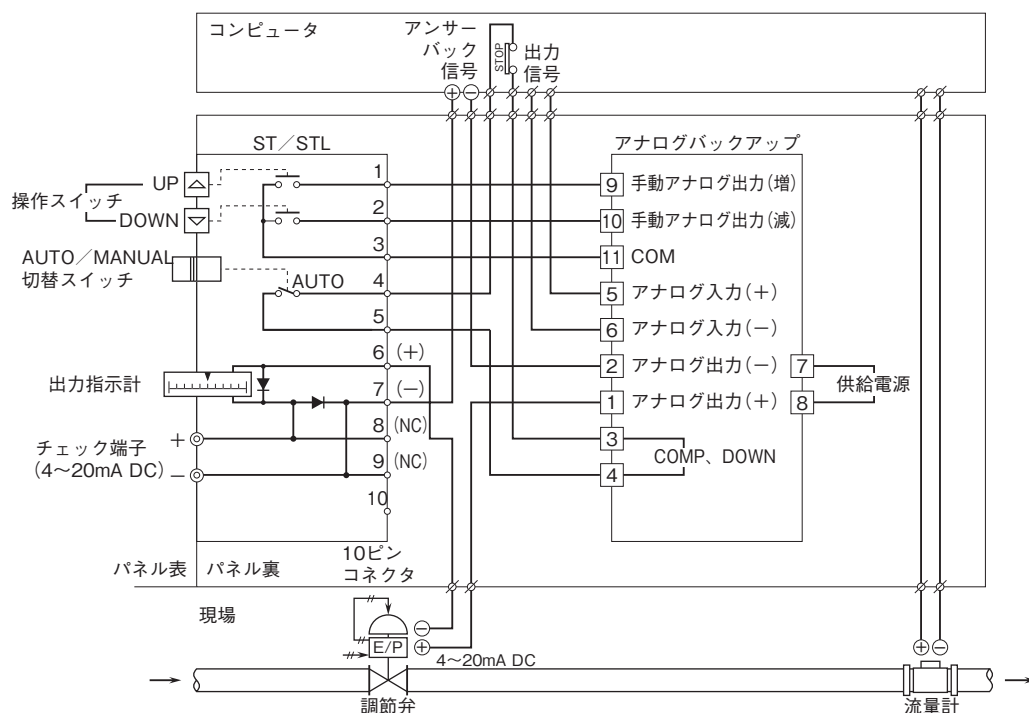 コンピュータ
アンサー
バック
信号
STOP
出力
信号
ST／STL
アナログバックアップ
操作スイッチ
UP
DOWN
AUTO／MANUAL
切替スイッチ
AUTO
出力指示計
チェック端子
(4〜20mA DC)
+
−
1
2
3
4
5
6 (+)
7 (−)
8 (NC)
9 (NC)
10
10ピン
コネクタ
9 手動アナログ出力(増)
10 手動アナログ出力(減)
11 COM
5 アナログ入力(+)
6 アナログ入力(−)
2 アナログ出力(−)
1 アナログ出力(+)
3
4
COMP、DOWN
7
8
供給電源
パネル表
パネル裏
現場
E/P
−
+
4〜20mA DC
調節弁
+ −
流量計